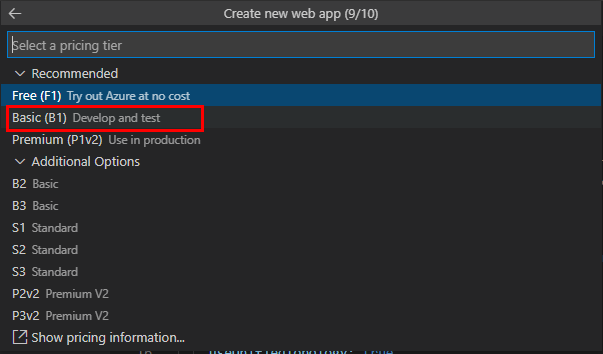 Create new web app (9/10)
Select a pricing tier
Recommended
Free (F1) Try out Azure at no cost
Basic (B1) Develop and test
Premium (P1v2) Use in production
Additional Options
B2 Basic
B3 Basic
S1 Standard
S2 Standard
S3 Standard
P2v2 Premium V2
P3v2 Premium V2
Show pricing information...